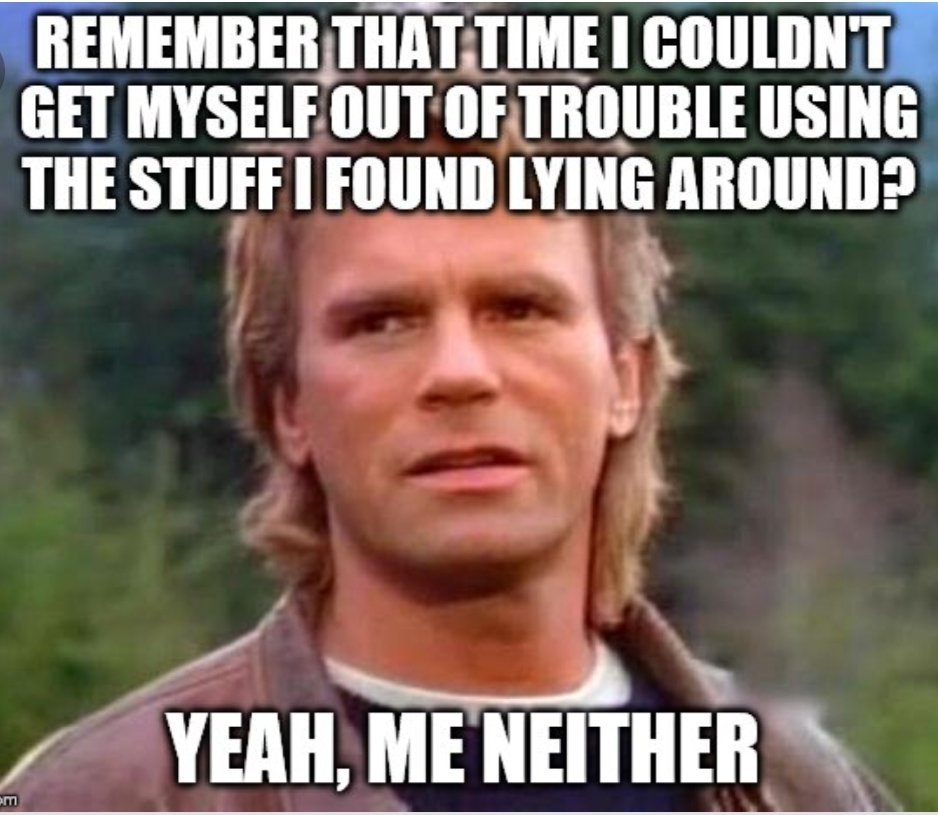 REMEMBER THAT TIME I COULDN'T
GET MYSELF OUT OF TROUBLE USING
THE STUFF I FOUND LYING AROUND?
YEAH, ME NEITHER